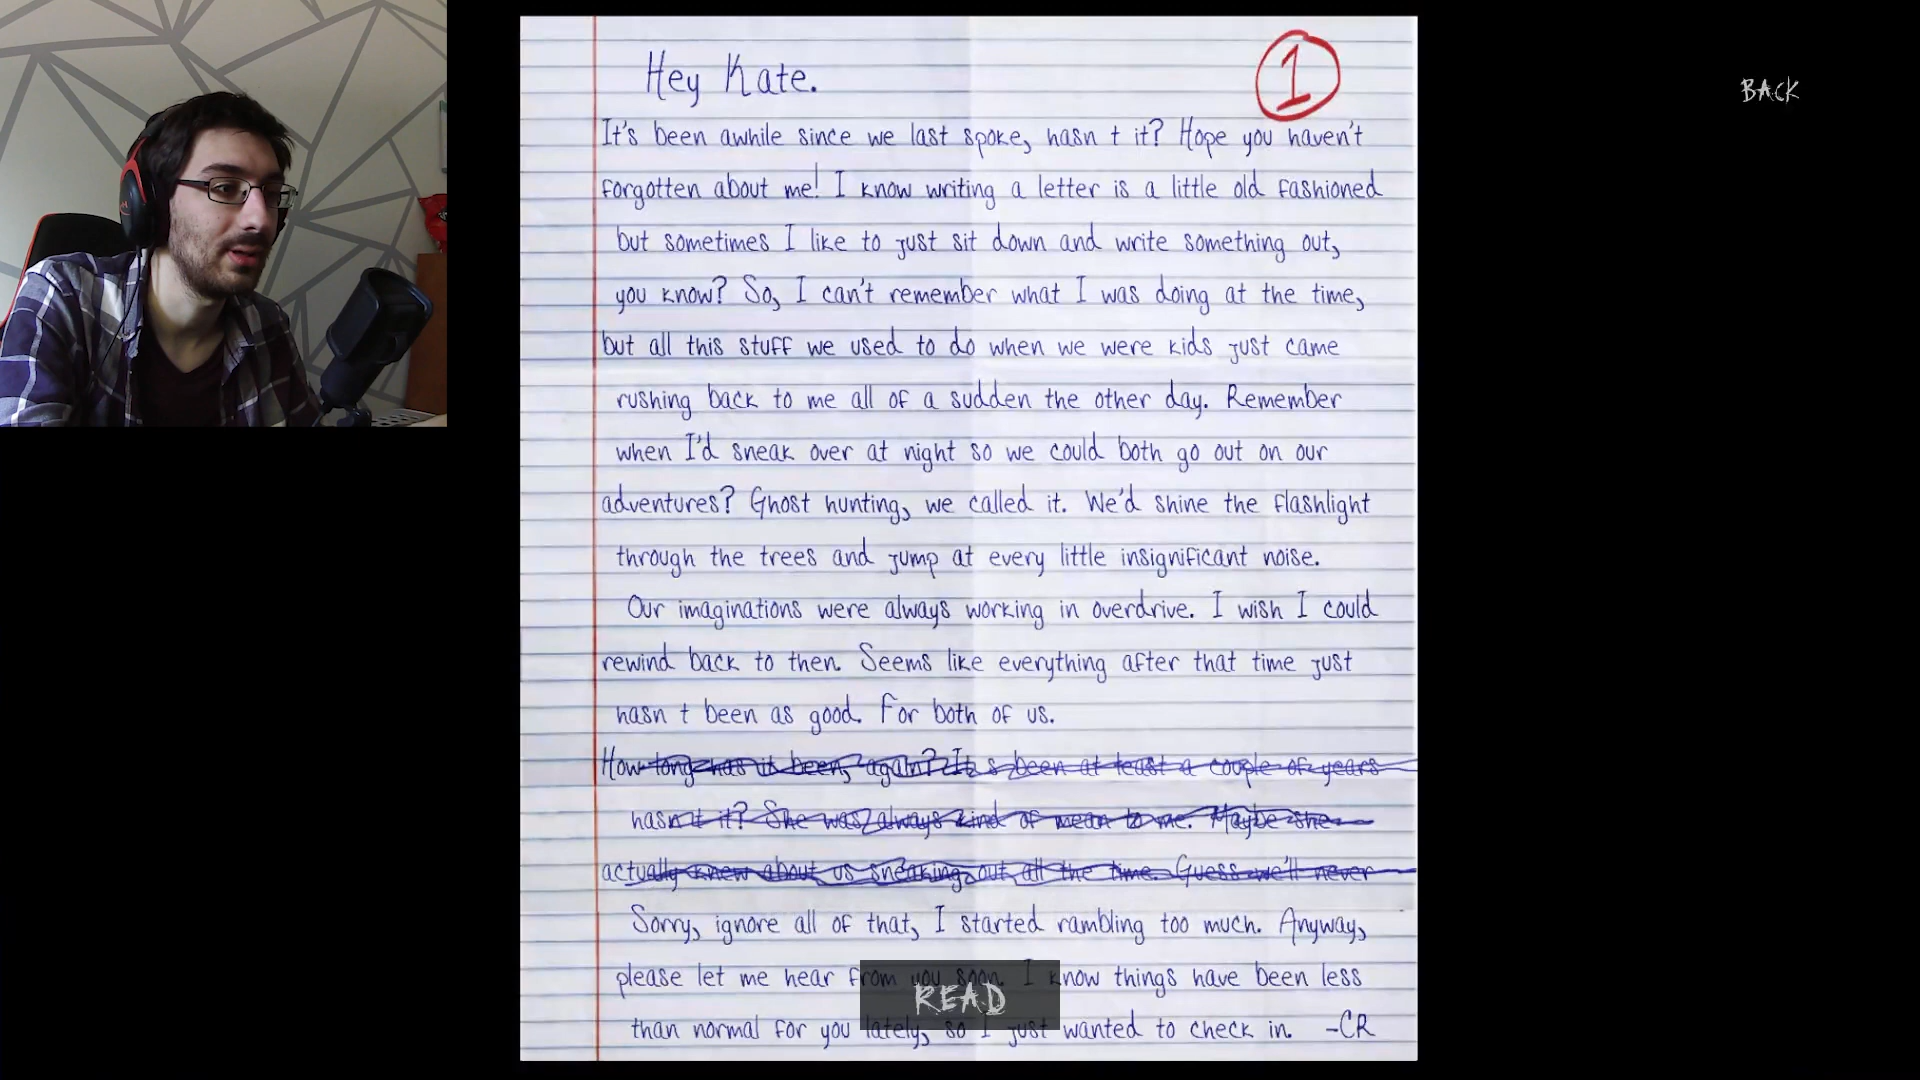 Hey Kate.
1
BACK
It's been awhile since we last spoke, hasn t it? Hope you haven't
forgotten about me! I know writing a letter is a little old fashioned
but sometimes I like to just sit down and write something out,
you know? So, I can't remember what I was doing at the time,
but all this stuff we used to do when we were kids just came
rushing back to me all of a sudden the other day. Remember
when I'd sneak over at night so we could both go out on our
adventures? Ghost hunting, we called it. We'd shine the flashlight
through the trees and jump at every little insignificant noise.
Our imaginations were always working in overdrive. I wish I could
rewind back to then. Seems like everything after that time just
hasn t been as good. For both of us.
How long has it been, again? It s been at least a couple of years
hasn t it? She was always kind of mean to me. Maybe she
actually knew about us sneaking out all the time. Guess we'll never
Sorry, ignore all of that, I started rambling too much. Anyway,
please let me hear from you soon. I know things have been less
READ
than normal for you lately, so I just wanted to check in. -CR